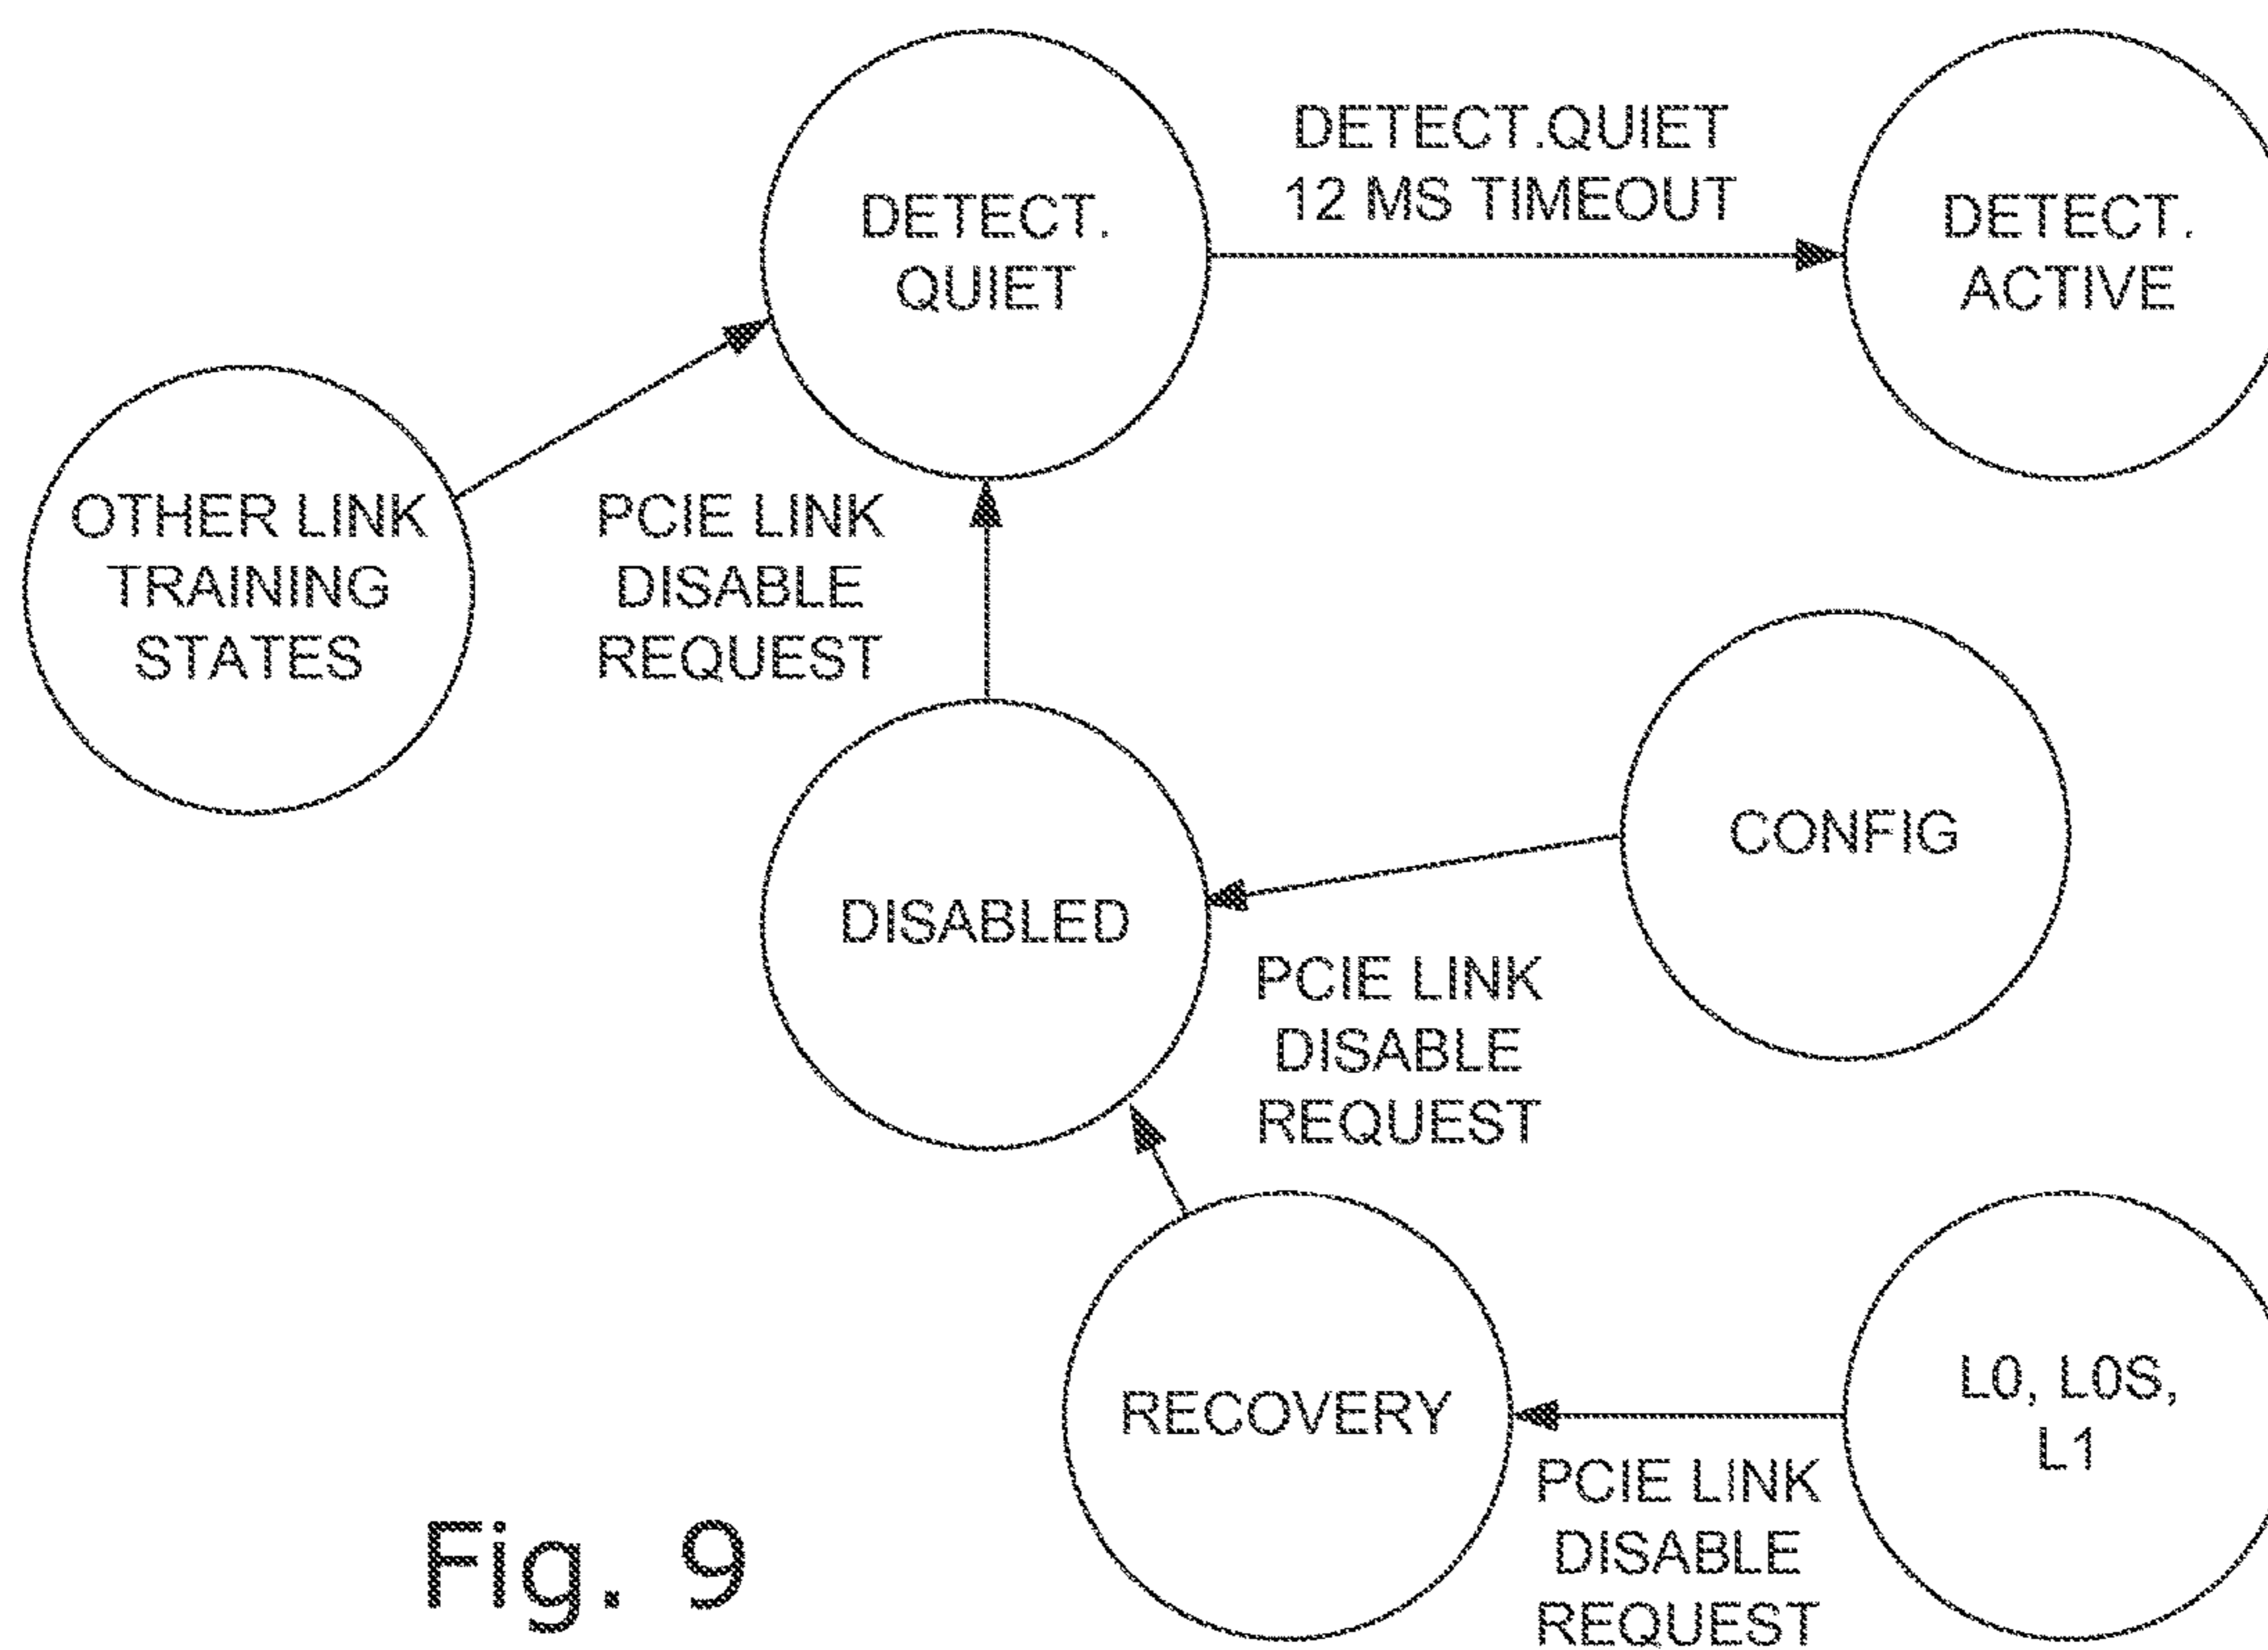 DETECT.
QUIET
DETECT.QUIET
12 MS TIMEOUT
DETECT.
ACTIVE
OTHER LINK
TRAINING
STATES
PCIE LINK
DISABLE
REQUEST
CONFIG
DISABLED
PCIE LINK
DISABLE
REQUEST
RECOVERY
L0, L0S,
L1
PCIE LINK
DISABLE
REQUEST
Fig. 9